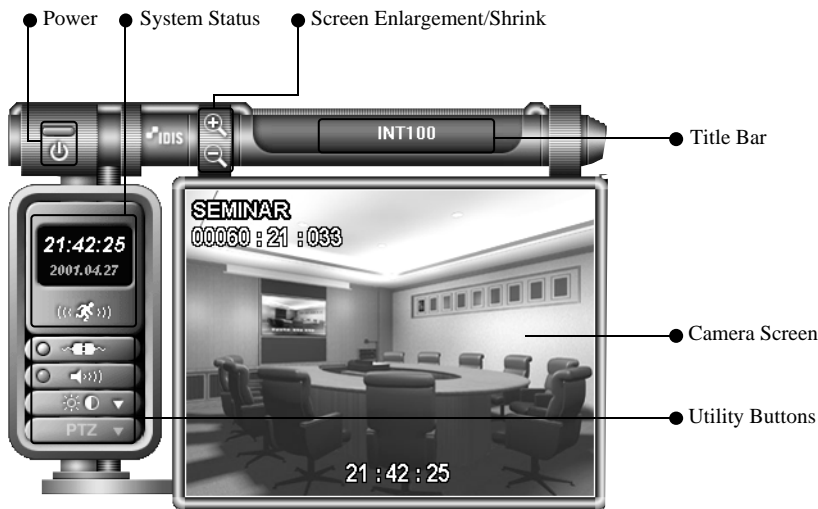 Power
System Status
Screen Enlargement/Shrink
IDIS
INT100
Title Bar
SEMINAR
00060 : 21 : 033
21:42:25
2001.04.27
Camera Screen
Utility Buttons
PTZ
21 : 42 : 25